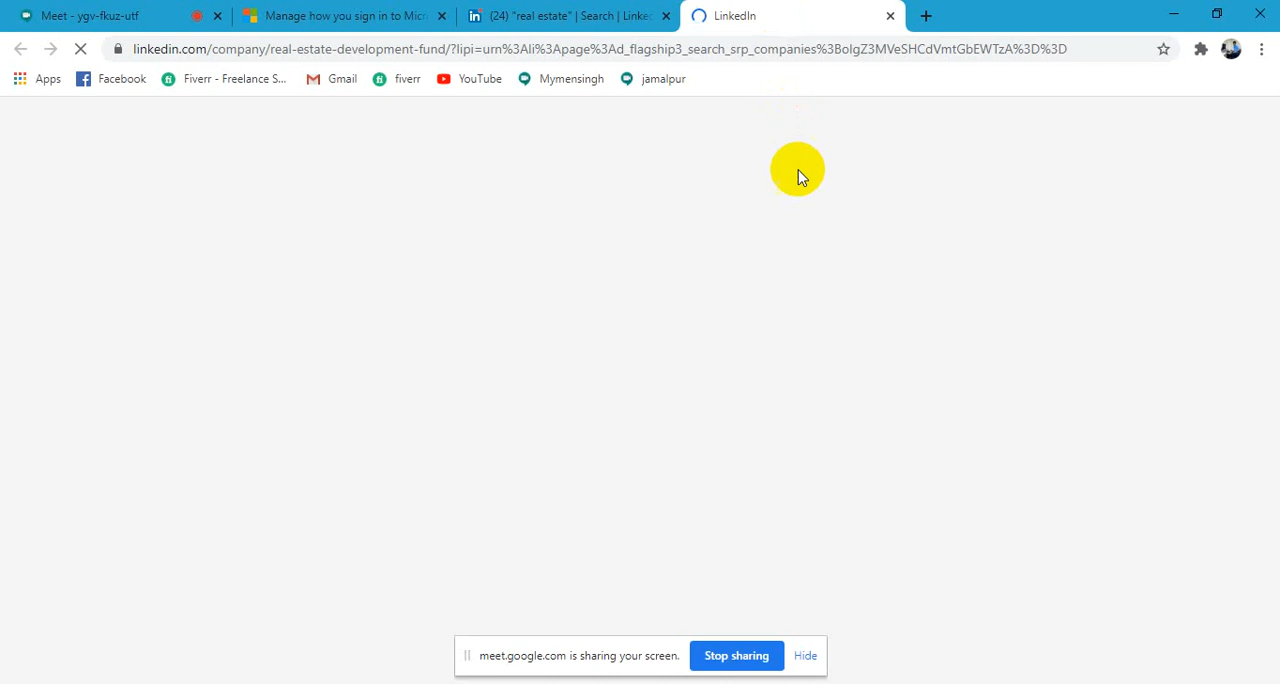 Meet - ygv-fkuz-utf
Manage how you sign in to Micr
(24) "real estate" | Search | Linke
LinkedIn
linkedin.com/company/real-estate-development-fund/?lipi=urn%3Ali%3Apage%3Ad_flagship3_search_srp_companies%3BolgZ3MVeSHCdVmtGbEWTzA%3D%3D
Apps
Facebook
Fiverr - Freelance S...
Gmail
fiverr
YouTube
Mymensingh
jamalpur
meet.google.com is sharing your screen.
Stop sharing
Hide